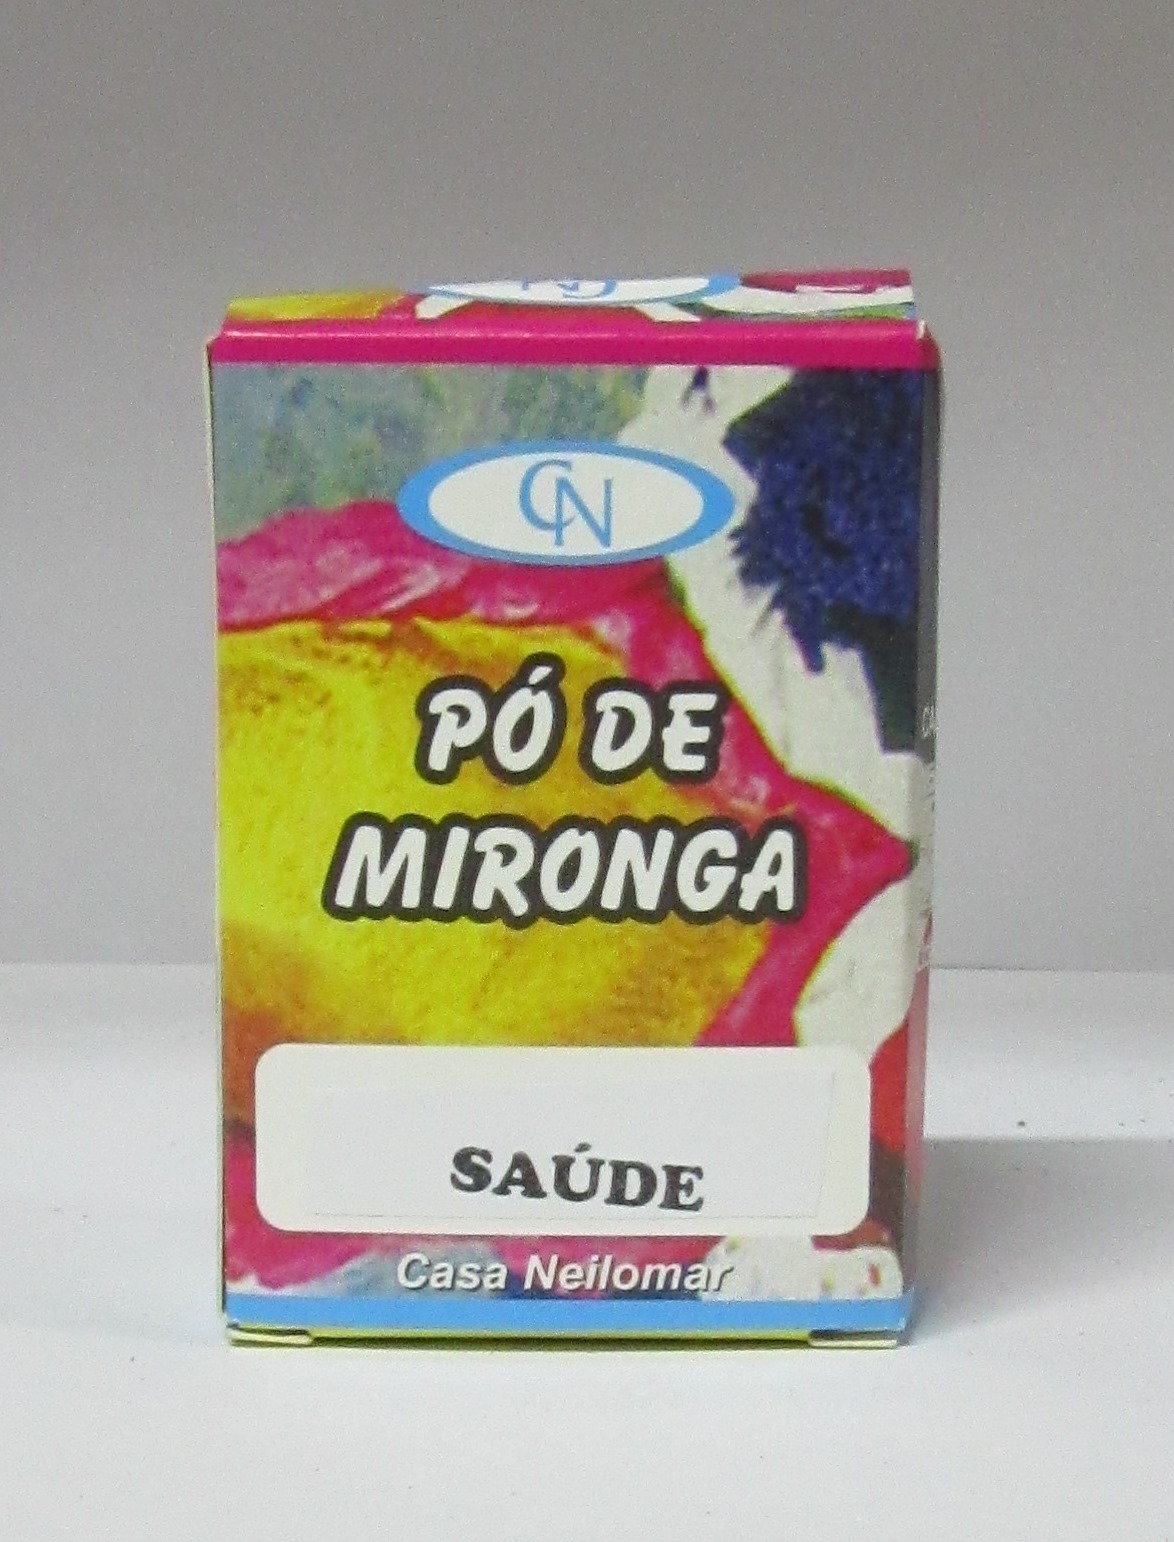 CN
PÓ DE
MIRONGA
SAÚDE
Casa Neilomar